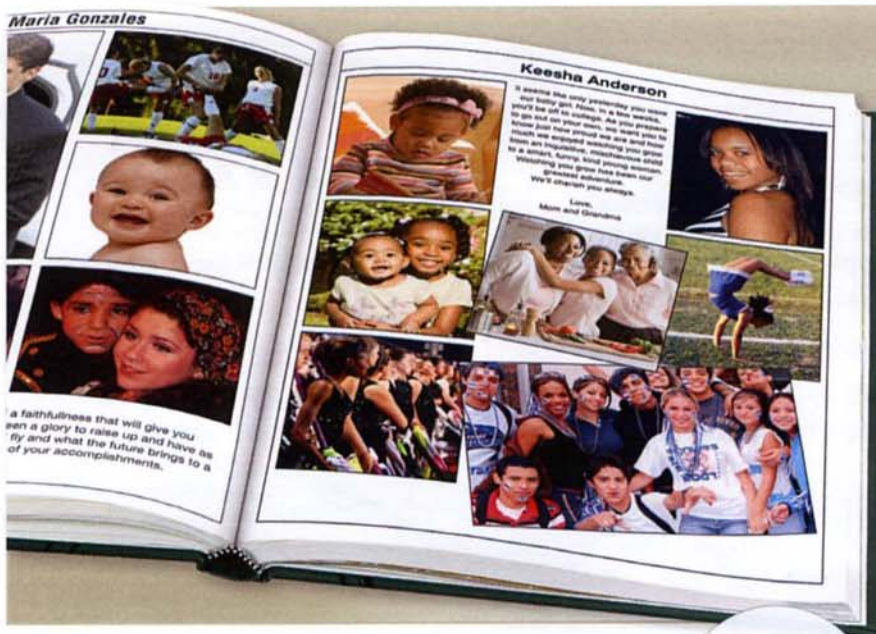 Maria Gonzales
a faithfulness that will give you
een a glory to raise up and have as
fly and what the future brings to a
of your accomplishments.
Keesha Anderson
It seems like only yesterday you were
our baby girl. Now, in a few weeks,
you'll be off to college. As you prepare
to go out on your own, we want you to
know just how proud we are and how
much we enjoyed watching you grow
from an inquisitive, mischievous child
to a smart, funny, kind young woman.
Watching you grow has been our
greatest adventure.
We'll cherish you always.
Love,
Mom and Grandma